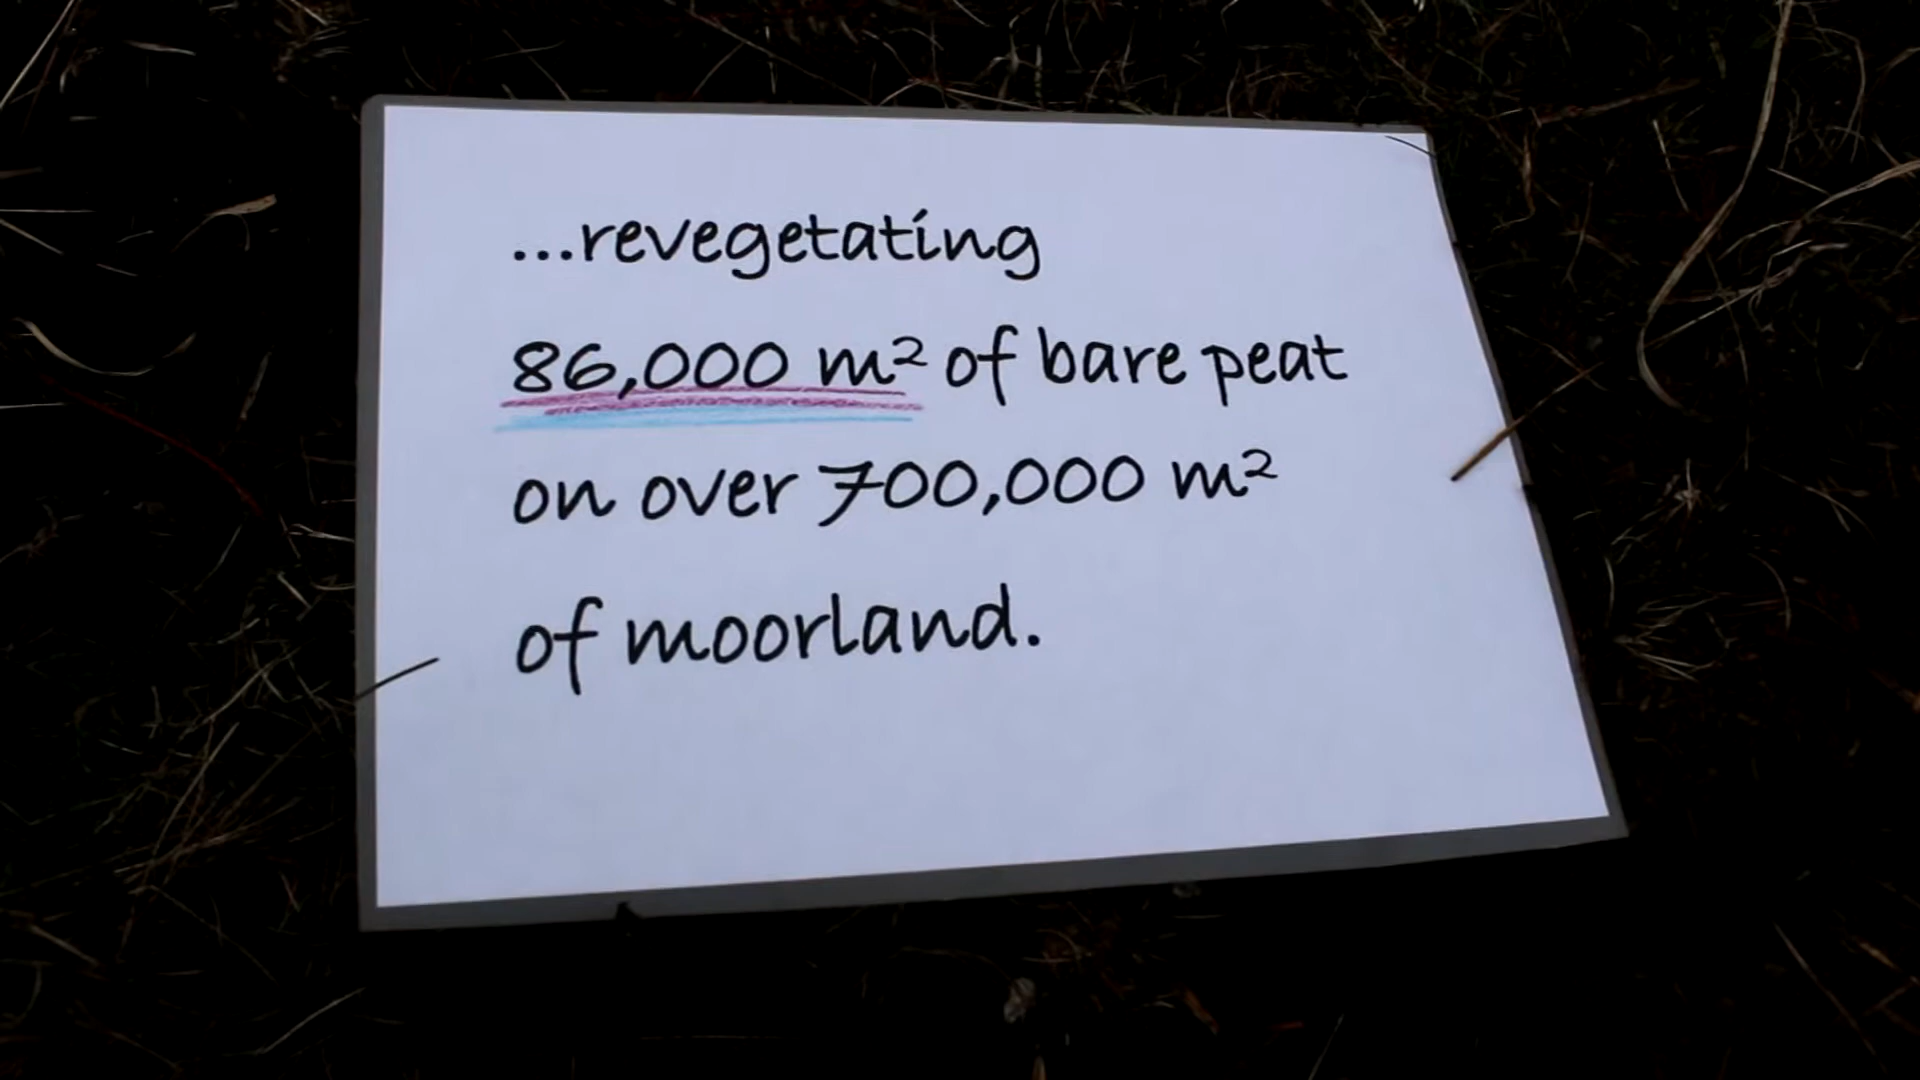 ...revegetating
86,000 m² of bare peat
on over 700,000 m²
of moorland.